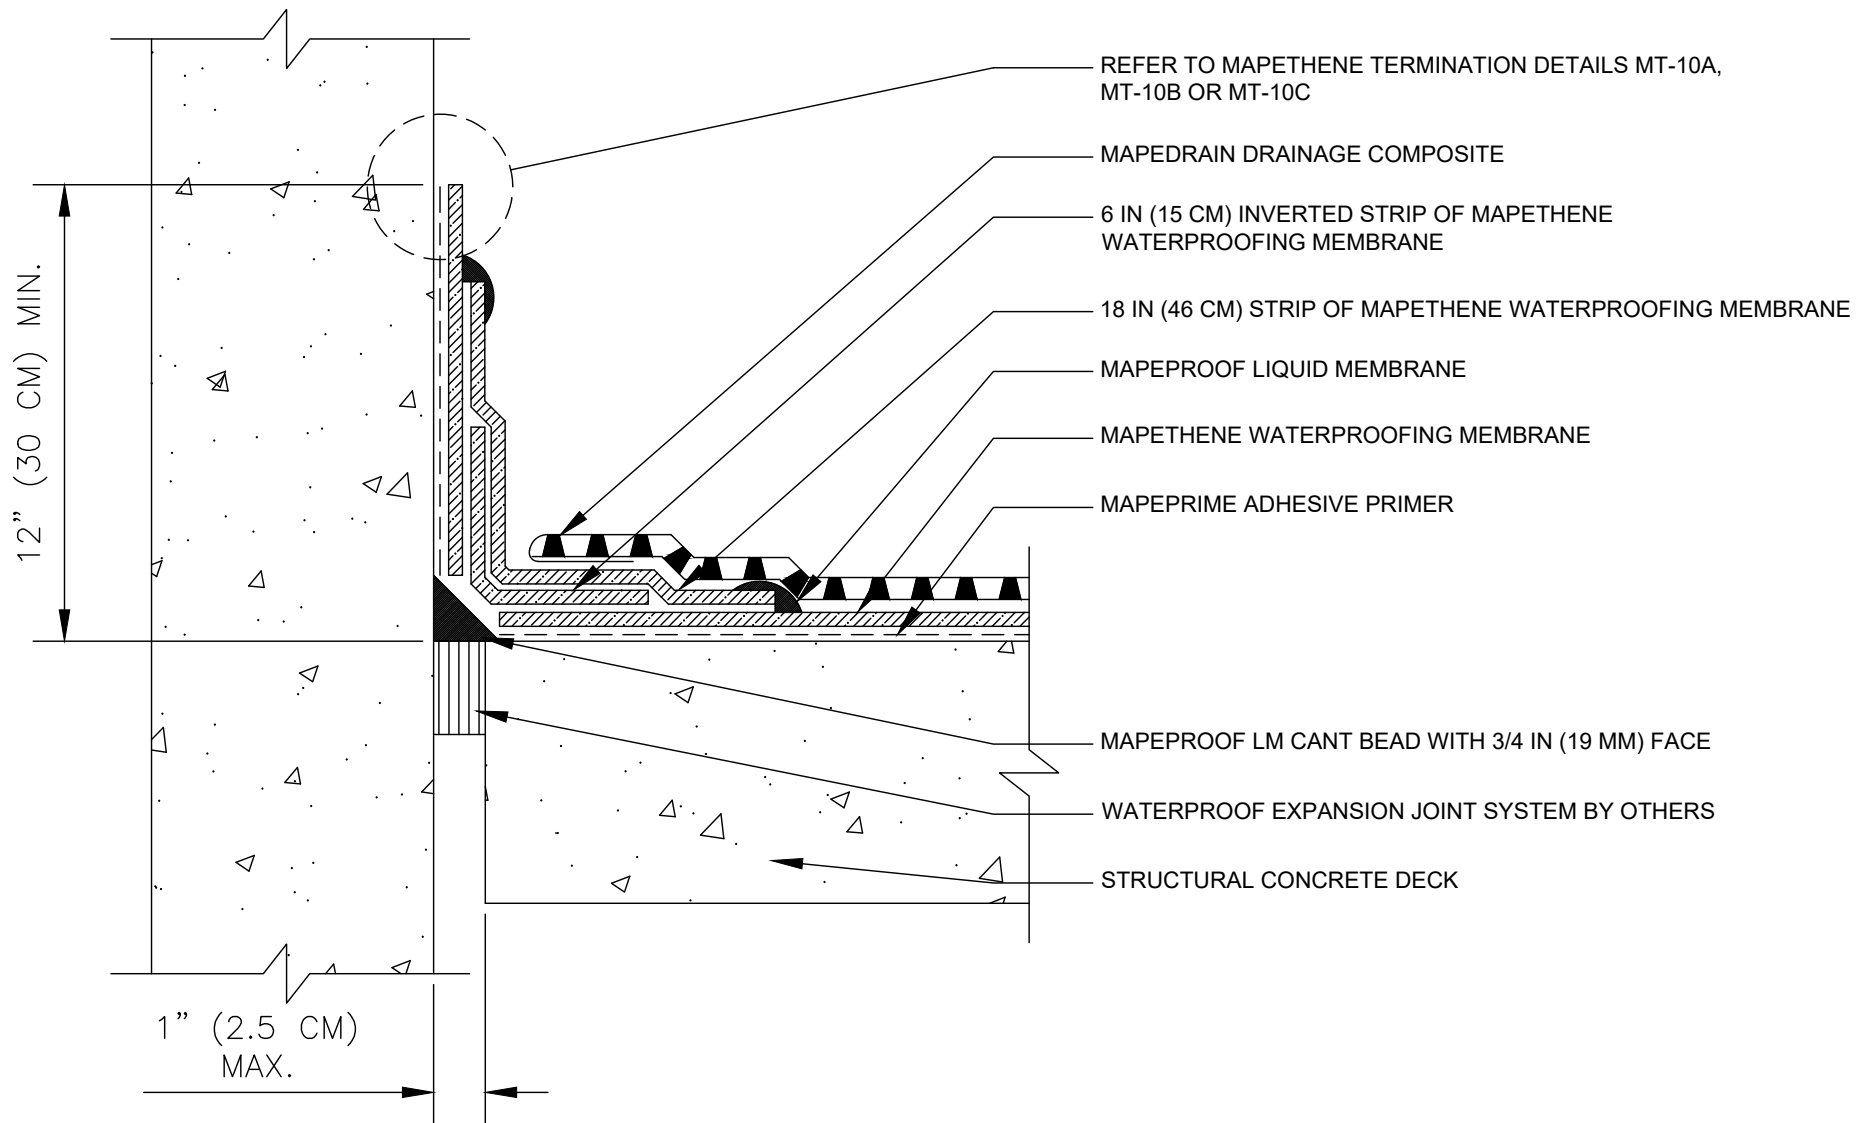 REFER TO MAPETHENE TERMINATION DETAILS MT-10A,
MT-10B OR MT-10C
MAPEDRAIN DRAINAGE COMPOSITE
6 IN (15 CM) INVERTED STRIP OF MAPETHENE
WATERPROOFING MEMBRANE
18 IN (46 CM) STRIP OF MAPETHENE WATERPROOFING MEMBRANE
MAPEPROOF LIQUID MEMBRANE
MAPETHENE WATERPROOFING MEMBRANE
MAPEPRIME ADHESIVE PRIMER
MAPEPROOF LM CANT BEAD WITH 3/4 IN (19 MM) FACE
WATERPROOF EXPANSION JOINT SYSTEM BY OTHERS
STRUCTURAL CONCRETE DECK
12” (30 CM) MIN.
1” (2.5 CM)
MAX.